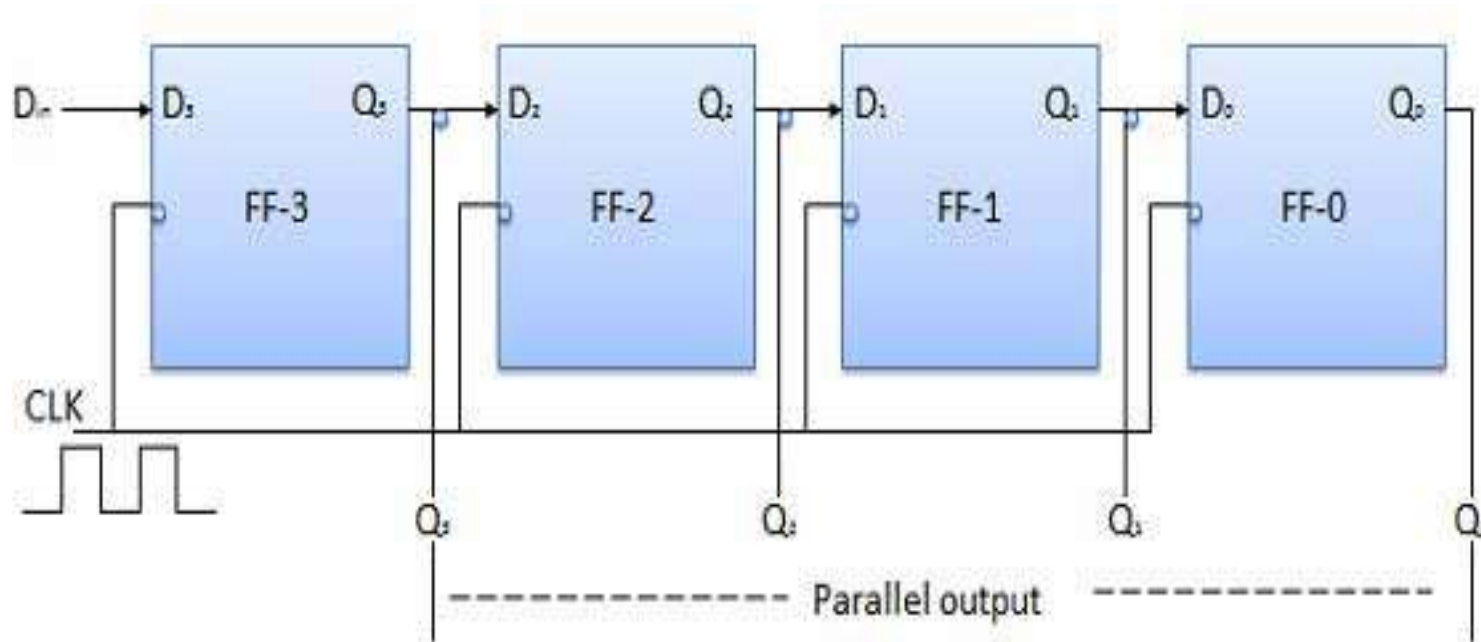 Dᵢₙ D₃ Q₃ D₂ Q₂ D₁ Q₁ D₀ Q₀
FF-3 FF-2 FF-1 FF-0
CLK
Q₃ Q₂ Q₁ Q
Parallel output